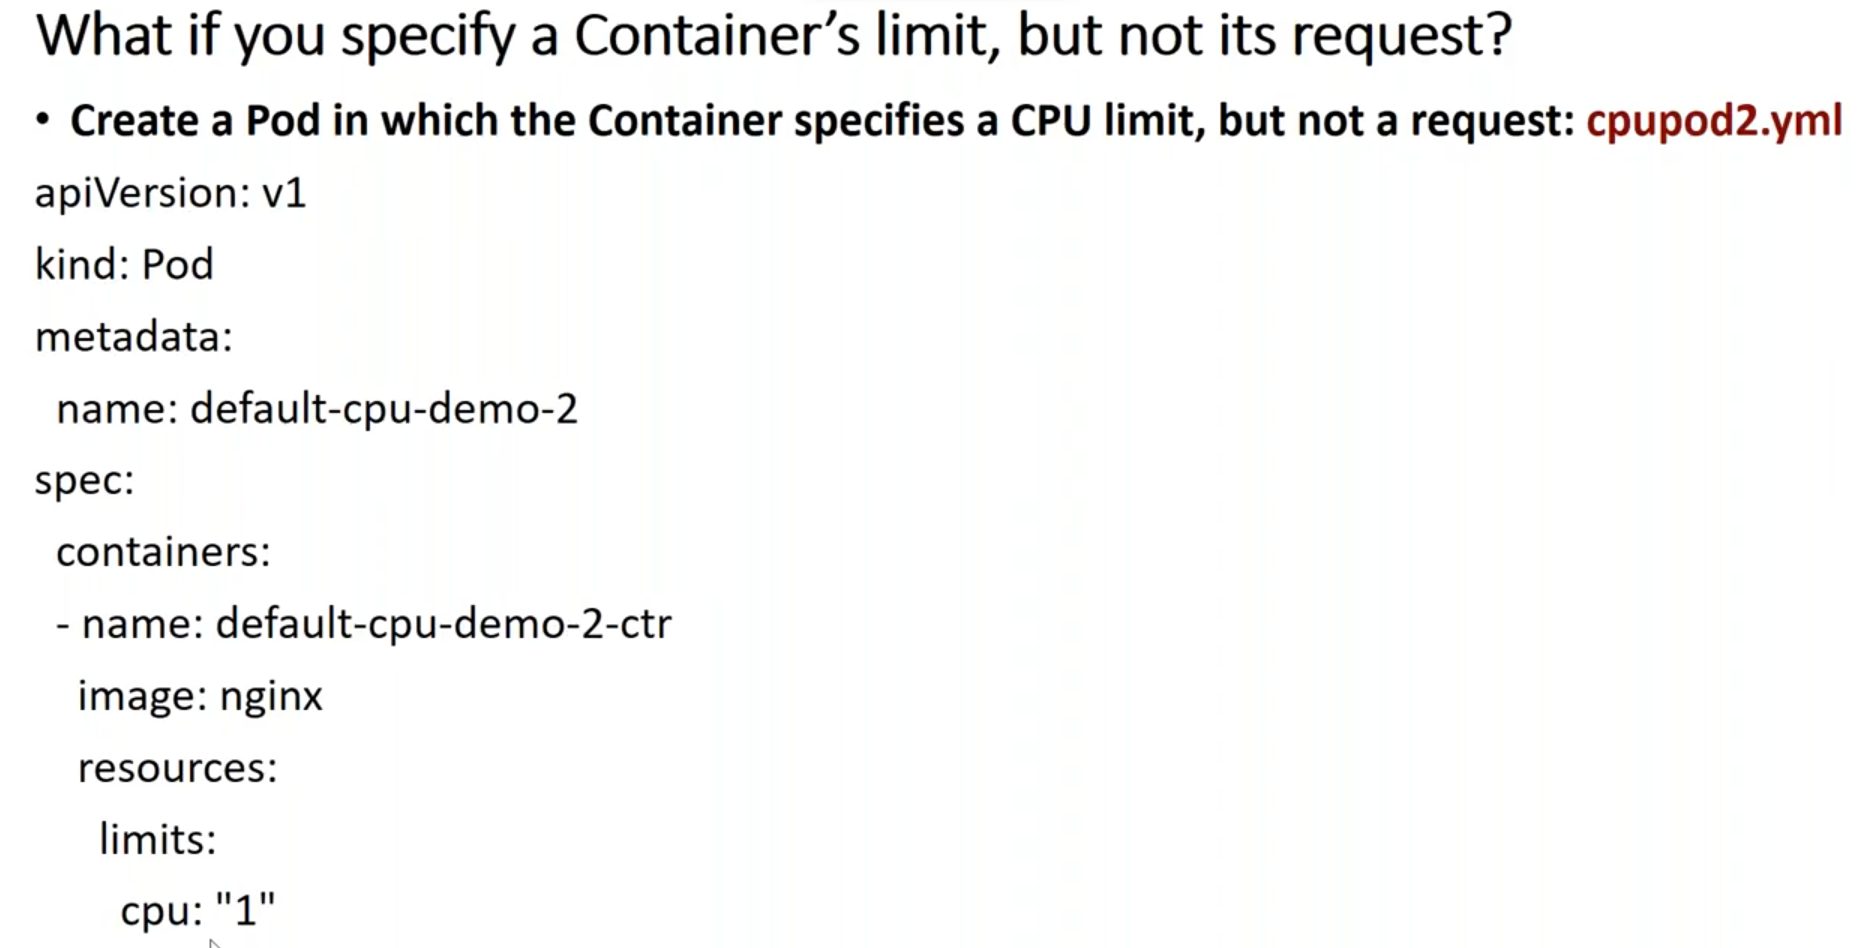 What if you specify a Container’s limit, but not its request?
• Create a Pod in which the Container specifies a CPU limit, but not a request: cpupod2.yml
apiVersion: v1
kind: Pod
metadata:
  name: default-cpu-demo-2
spec:
  containers:
  - name: default-cpu-demo-2-ctr
    image: nginx
    resources:
      limits:
        cpu: "1"